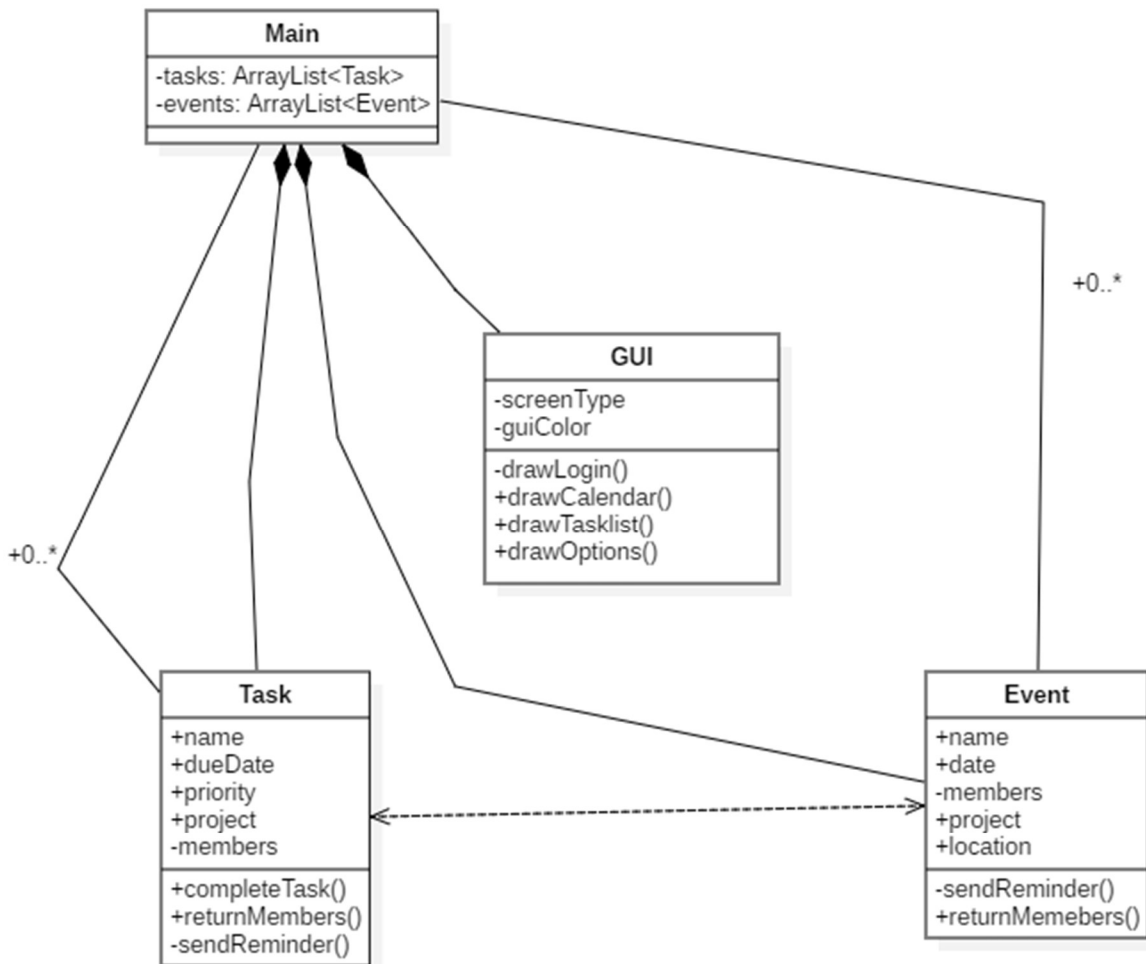 Main
-tasks: ArrayList<Task>
-events: ArrayList<Event>
+0..*
GUI
-screenType
-guiColor
-drawLogin()
+drawCalendar()
+drawTasklist()
+drawOptions()
+0..*
Task
+name
+dueDate
+priority
+project
-members
+completeTask()
+returnMembers()
-sendReminder()
Event
+name
+date
-members
+project
+location
-sendReminder()
+returnMemebers()